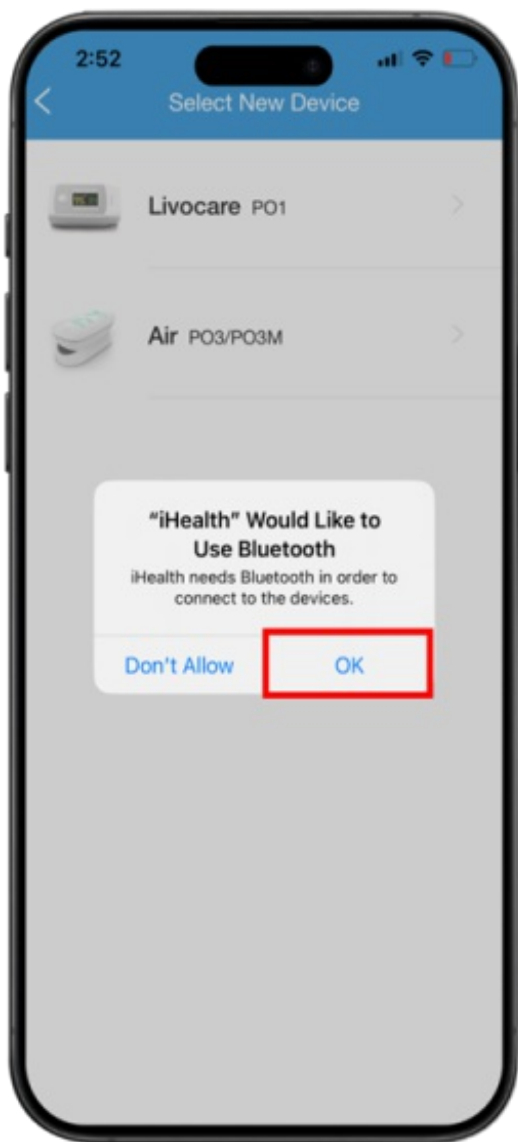 2:52
Select New Device
Livocare PO1
Air PO3/PO3M
“iHealth” Would Like to
Use Bluetooth
iHealth needs Bluetooth in order to
connect to the devices.
Don't Allow OK